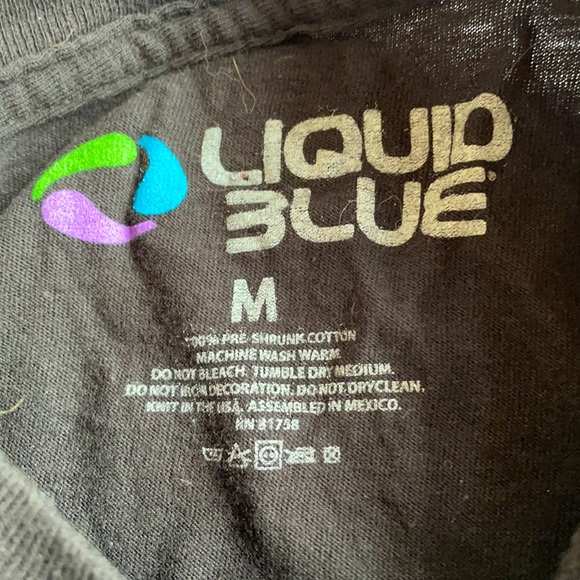 LIQUID
BLUE
M
100% PRE-SHRUNK COTTON
MACHINE WASH WARM
DO NOT BLEACH. TUMBLE DRY MEDIUM.
DO NOT IRON DECORATION. DO NOT DRYCLEAN.
KNIT IN THE USA. ASSEMBLED IN MEXICO.
RN 81758